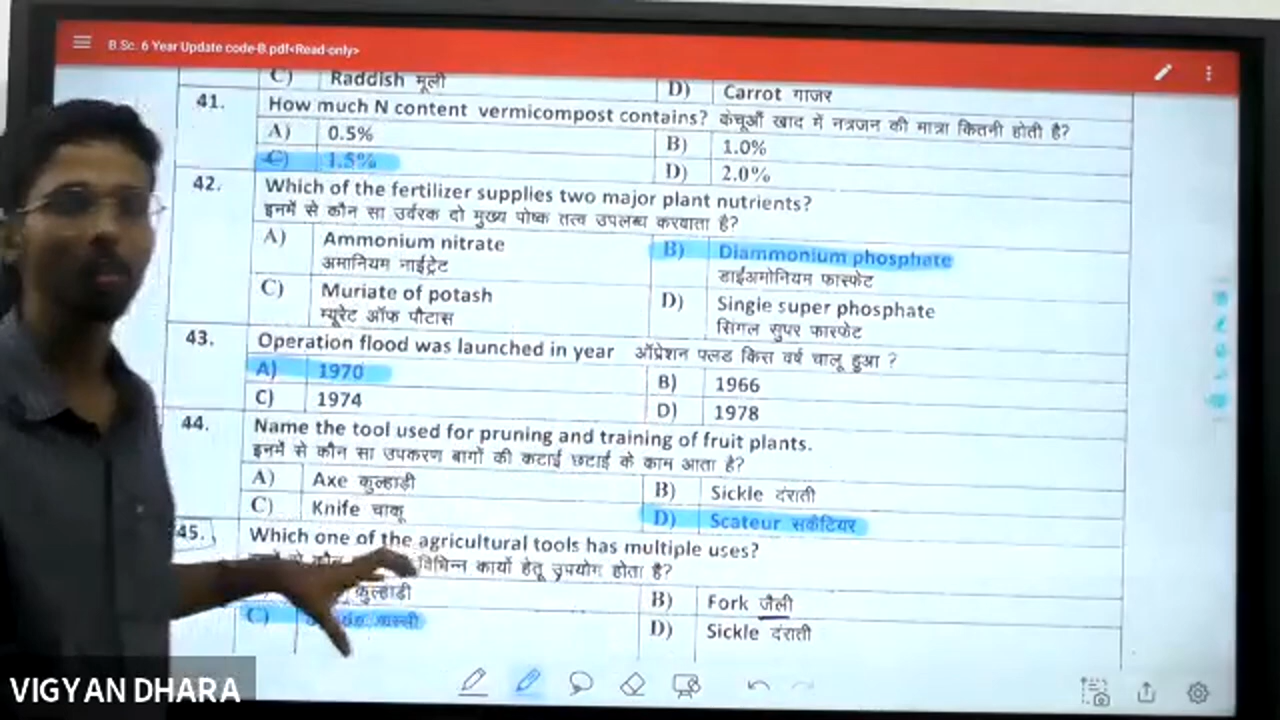 B.Sc. 6 Year Update code-B.pdf<Read-only>
C) Raddish मूली D) Carrot गाजर
41. How much N content vermicompost contains? केंचूऑं खाद में नत्रजन की मात्रा कितनी होती है?
A) 0.5% B) 1.0%
C) 1.5% D) 2.0%
42. Which of the fertilizer supplies two major plant nutrients?
इनमें से कौन सा उर्वरक दो मुख्य पोष्क तत्व उपलब्ध करवाता है?
A) Ammonium nitrate B) Diammonium phosphate
अमानियम नाईट्रेट डाईअमोनियम फास्फेट
C) Muriate of potash D) Single super phosphate
म्यूरेट ऑफ पौटास सिंगल सुपर फास्फेट
43. Operation flood was launched in year ऑप्रेशन फ्लड किस वर्ष चालू हुआ ?
A) 1970 B) 1966
C) 1974 D) 1978
44. Name the tool used for pruning and training of fruit plants.
इनमें से कौन सा उपकरण बागों की कटाई छटाई के काम आता है?
A) Axe कुल्हाड़ी B) Sickle दंराती
C) Knife चाकू D) Scateur सकैटियर
45. Which one of the agricultural tools has multiple uses?
से कौन विभिन्न कार्यो हेतू उपयोग होता है?
कुल्हाड़ी B) Fork जैली
C) D) Sickle दंराती
VIGYAN DHARA